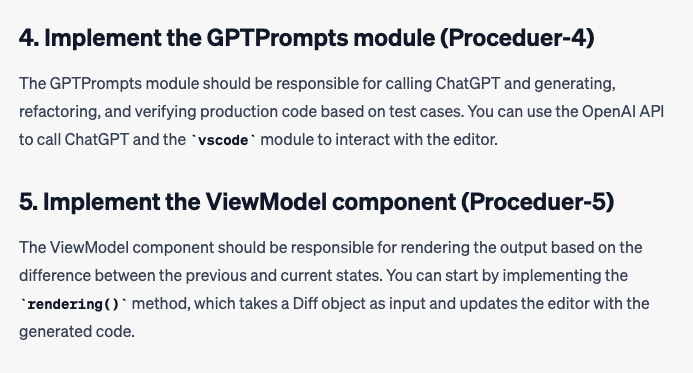 4. Implement the GPTPrompts module (Proceduer-4)
The GPTPrompts module should be responsible for calling ChatGPT and generating,
refactoring, and verifying production code based on test cases. You can use the OpenAI API
to call ChatGPT and the `vscode` module to interact with the editor.
5. Implement the ViewModel component (Proceduer-5)
The ViewModel component should be responsible for rendering the output based on the
difference between the previous and current states. You can start by implementing the
`rendering()` method, which takes a Diff object as input and updates the editor with the
generated code.